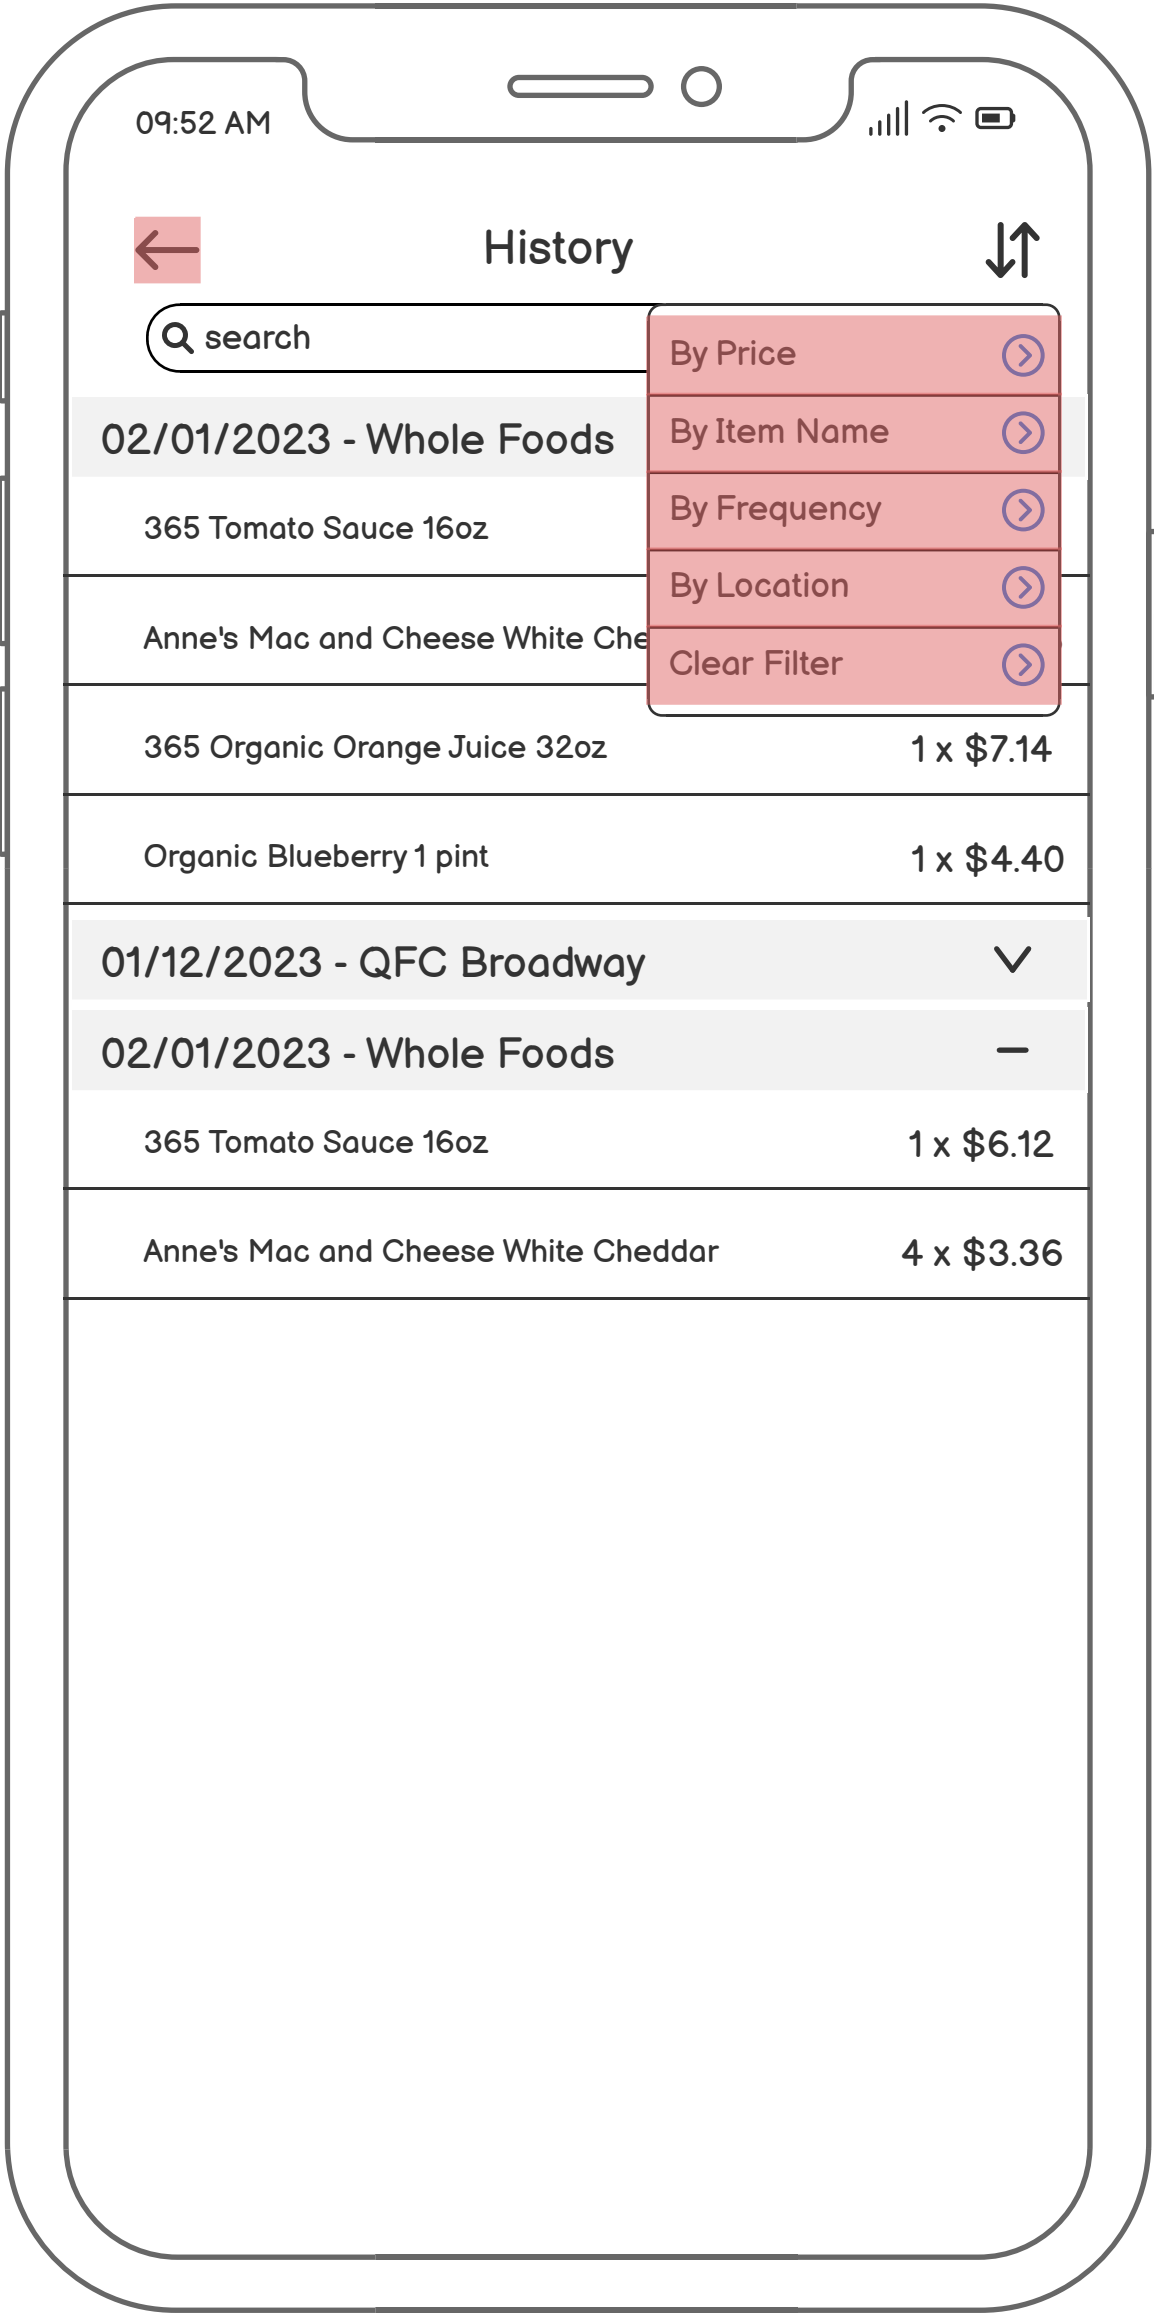 09:52 AM
History
search
By Price
By Item Name
By Frequency
By Location
Clear Filter
02/01/2023 - Whole Foods
365 Tomato Sauce 16oz
Anne's Mac and Cheese White Che
365 Organic Orange Juice 32oz 1 x $7.14
Organic Blueberry 1 pint 1 x $4.40
01/12/2023 - QFC Broadway
02/01/2023 - Whole Foods
365 Tomato Sauce 16oz 1 x $6.12
Anne's Mac and Cheese White Cheddar 4 x $3.36